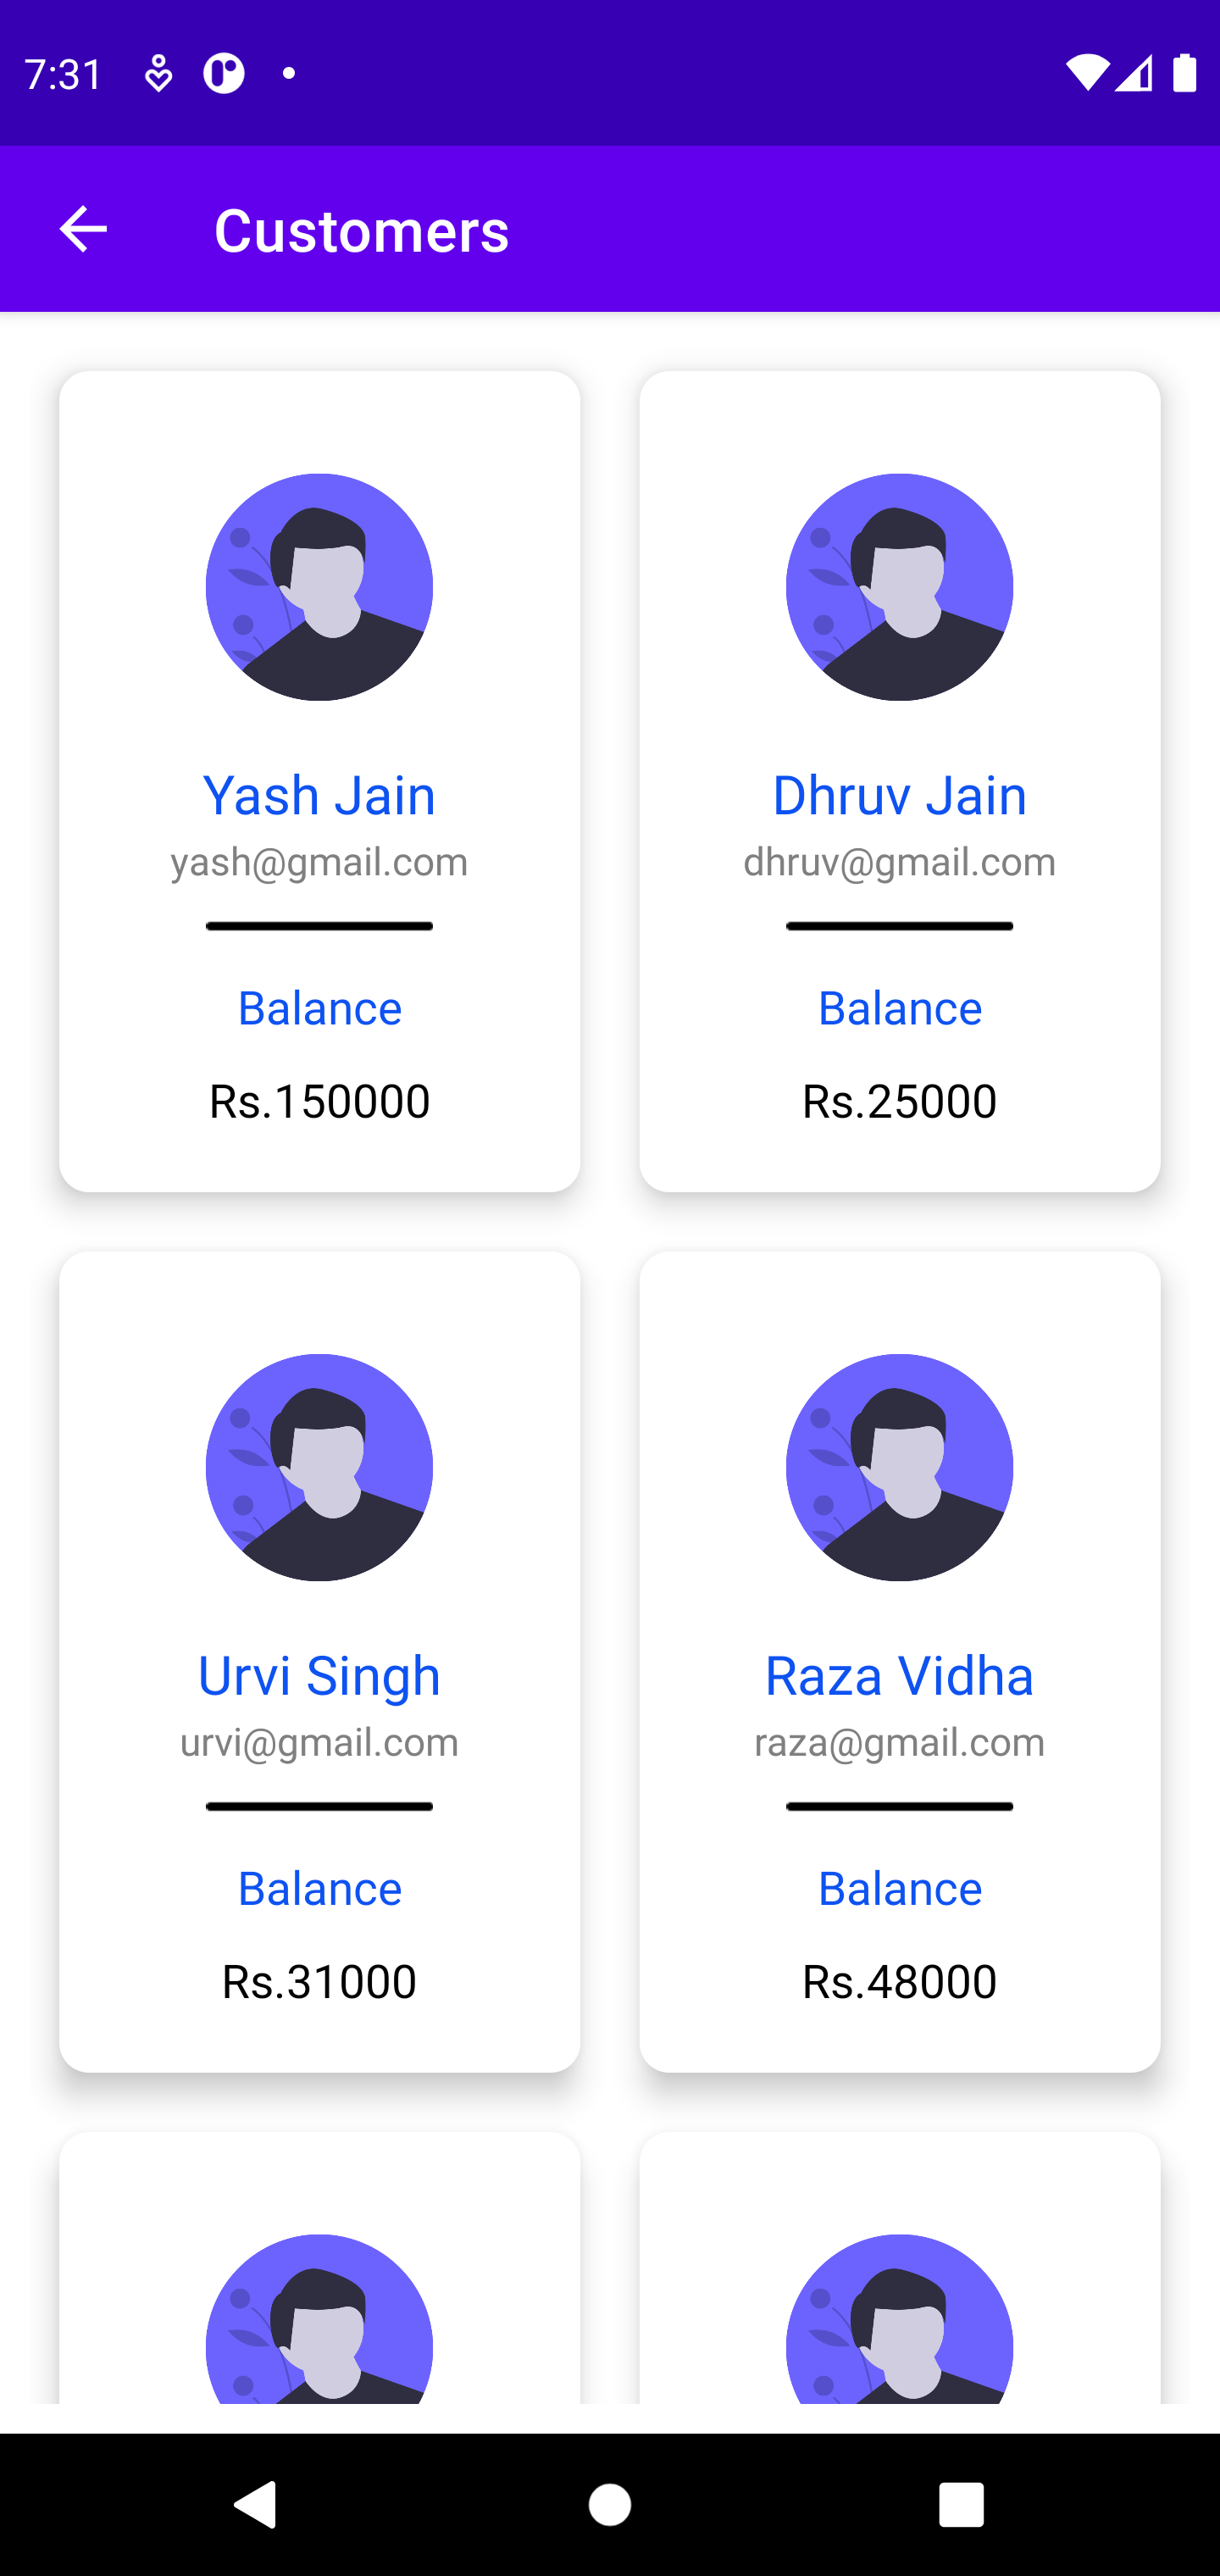 7:31
Customers
Yash Jain
yash@gmail.com
Balance
Rs.150000
Dhruv Jain
dhruv@gmail.com
Balance
Rs.25000
Urvi Singh
urvi@gmail.com
Balance
Rs.31000
Raza Vidha
raza@gmail.com
Balance
Rs.48000